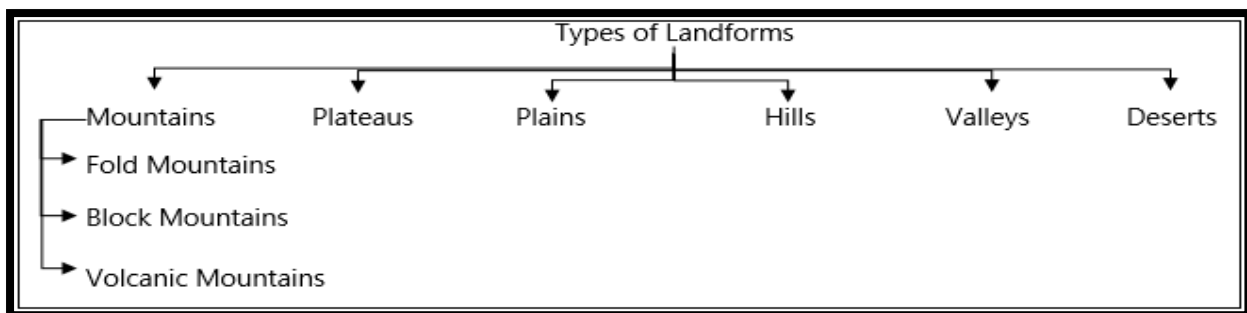 Types of Landforms
Mountains Plateaus Plains Hills Valleys Deserts
Fold Mountains
Block Mountains
Volcanic Mountains